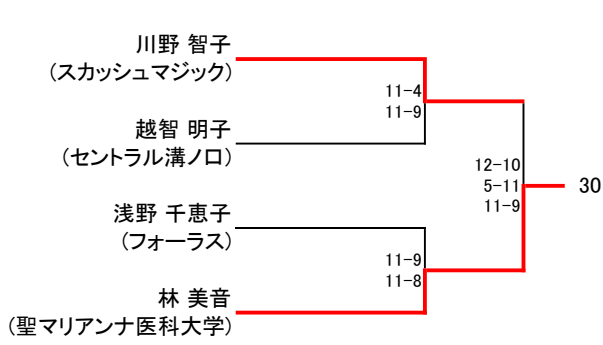 川野 智子
(スカッシュマジック)
11-4
11-9
越智 明子
(セントラル溝ノ口)
12-10
5-11
11-9
30
浅野 千恵子
(フォーラス)
11-9
11-8
林 美音
(聖マリアンナ医科大学)